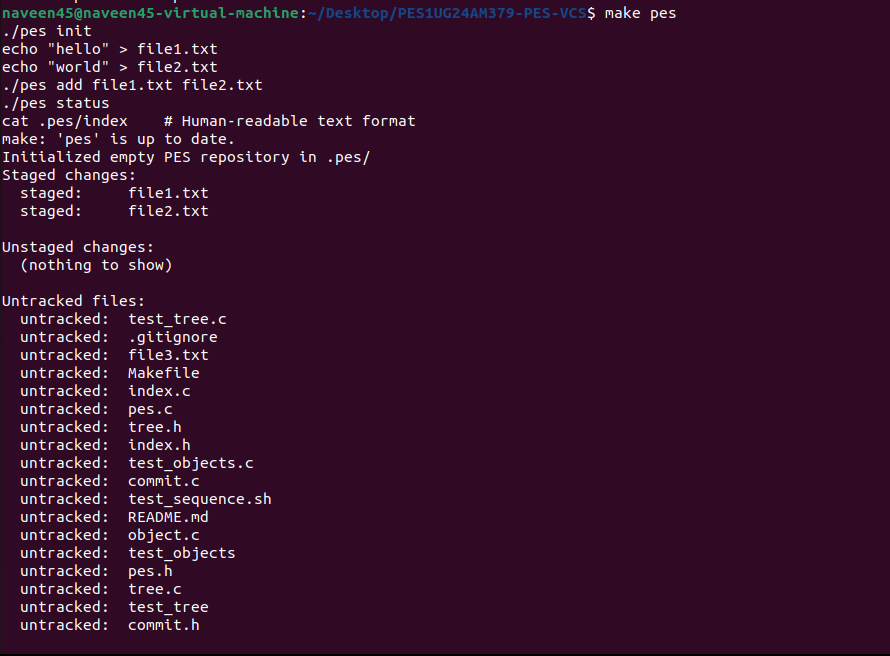 naveen45@naveen45-virtual-machine:~/Desktop/PES1UG24AM379-PES-VCS$ make pes
./pes init
echo "hello" > file1.txt
echo "world" > file2.txt
./pes add file1.txt file2.txt
./pes status
cat .pes/index    # Human-readable text format
make: 'pes' is up to date.
Initialized empty PES repository in .pes/
Staged changes:
  staged:     file1.txt
  staged:     file2.txt

Unstaged changes:
  (nothing to show)

Untracked files:
  untracked:  test_tree.c
  untracked:  .gitignore
  untracked:  file3.txt
  untracked:  Makefile
  untracked:  index.c
  untracked:  pes.c
  untracked:  tree.h
  untracked:  index.h
  untracked:  test_objects.c
  untracked:  commit.c
  untracked:  test_sequence.sh
  untracked:  README.md
  untracked:  object.c
  untracked:  test_objects
  untracked:  pes.h
  untracked:  tree.c
  untracked:  test_tree
  untracked:  commit.h